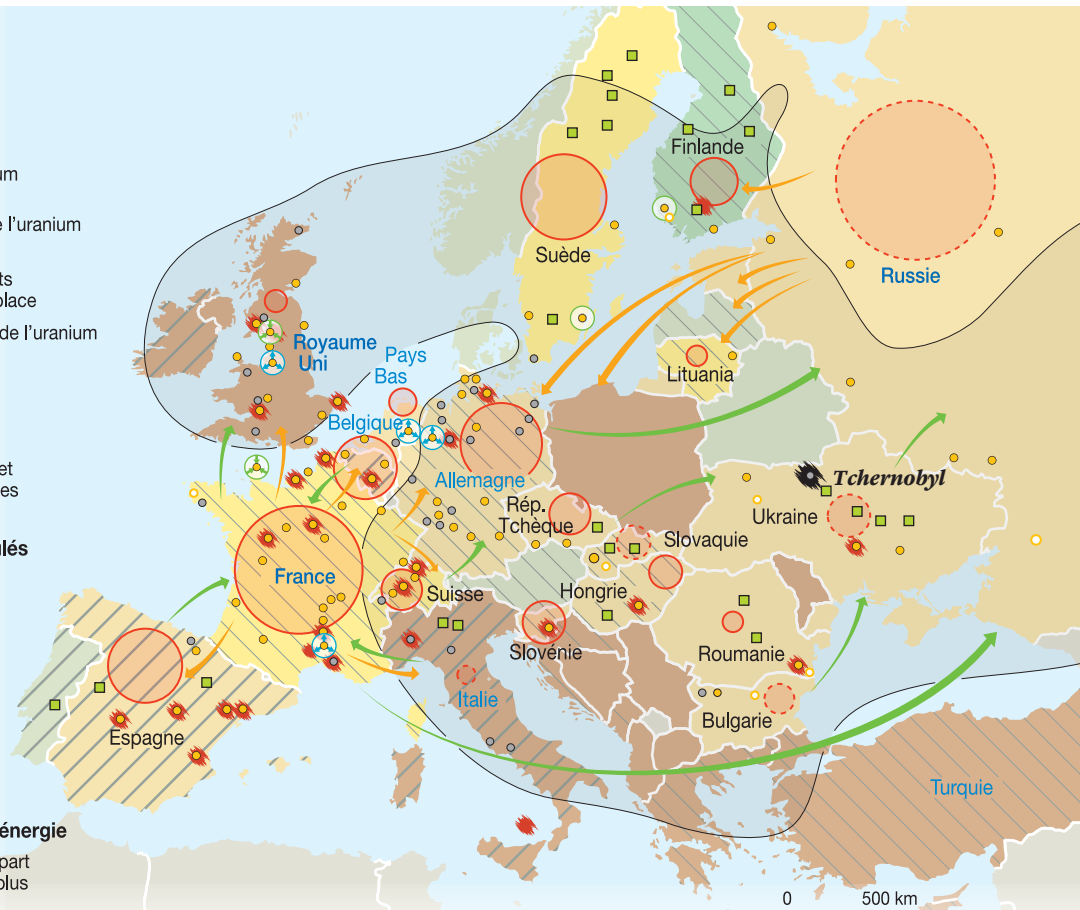 um
e l'uranium
ts
place
de l'uranium
et
es
ulés
énergie
part
plus
Finlande
Suède
Russie
Royaume
Uni
Pays
Bas
Lituania
Belgique
Allemagne
Tchernobyl
Rép.
Tchèque
Ukraine
Slovaquie
France
Suisse
Hongrie
Slovénie
Roumanie
Italie
Bulgarie
Espagne
Turquie
0 500 km